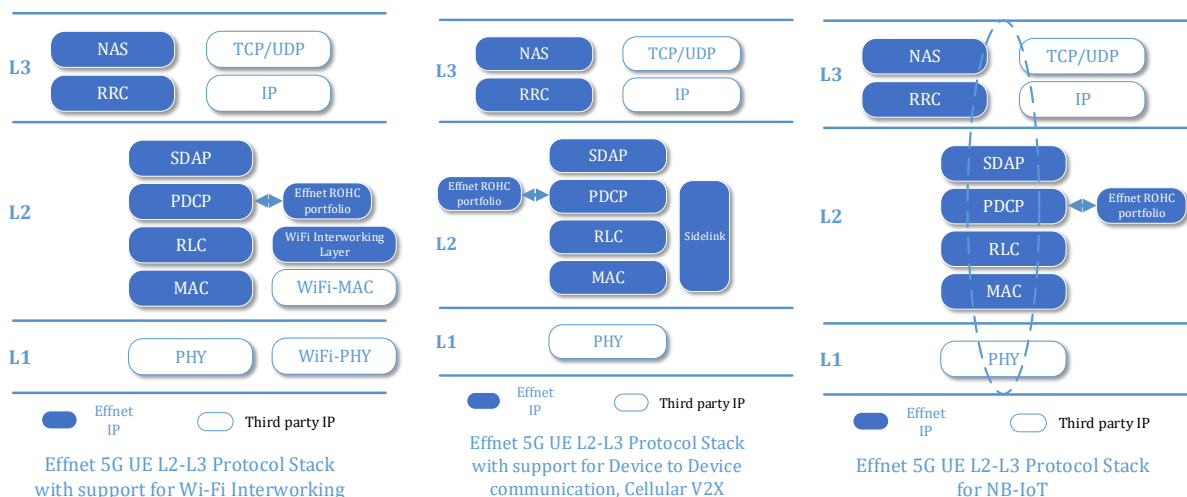 L3
NAS
TCP/UDP
RRC
IP
L2
SDAP
PDCP
Effnet ROHC
portfolio
RLC
WiFi Interworking
Layer
MAC
WiFi-MAC
L1
PHY
WiFi-PHY
Effnet
IP
Third party IP
Effnet 5G UE L2-L3 Protocol Stack
with support for Wi-Fi Interworking
L3
NAS
TCP/UDP
RRC
IP
L2
SDAP
Effnet ROHC
portfolio
PDCP
RLC
Sidelink
MAC
L1
PHY
Effnet
IP
Third party IP
Effnet 5G UE L2-L3 Protocol Stack
with support for Device to Device
communication, Cellular V2X
L3
NAS
TCP/UDP
RRC
IP
L2
SDAP
PDCP
Effnet ROHC
portfolio
RLC
MAC
L1
PHY
Effnet
IP
Third party IP
Effnet 5G UE L2-L3 Protocol Stack
for NB-IoT